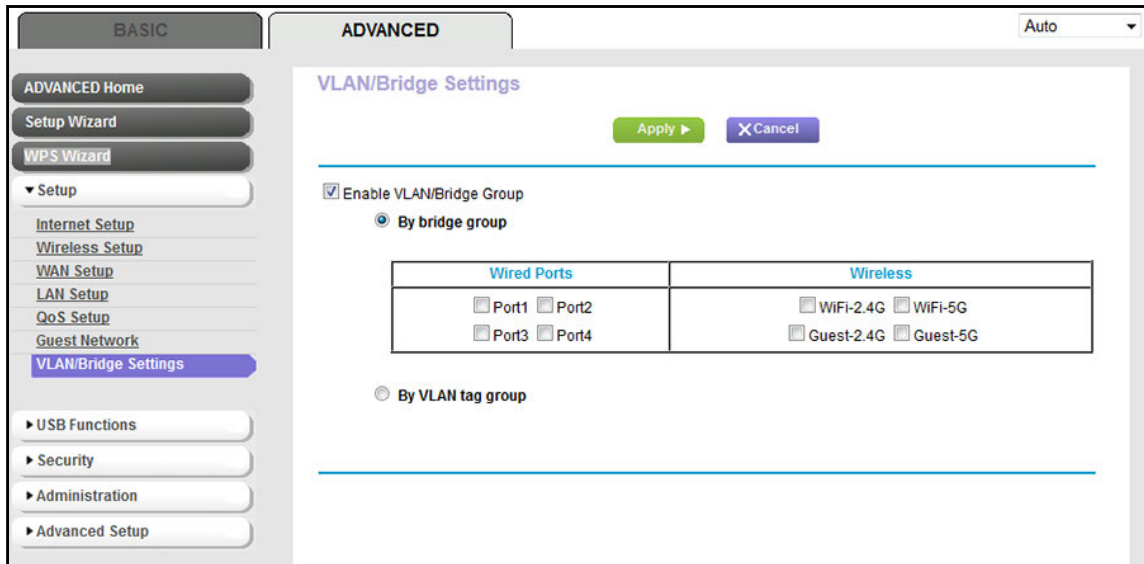 BASIC
ADVANCED
Auto
ADVANCED Home
Setup Wizard
WPS Wizard
Setup
Internet Setup
Wireless Setup
WAN Setup
LAN Setup
QoS Setup
Guest Network
VLAN/Bridge Settings
USB Functions
Security
Administration
Advanced Setup
VLAN/Bridge Settings
Apply
Cancel
Enable VLAN/Bridge Group
By bridge group
Wired Ports
Wireless
Port1 Port2
WiFi-2.4G WiFi-5G
Port3 Port4
Guest-2.4G Guest-5G
By VLAN tag group